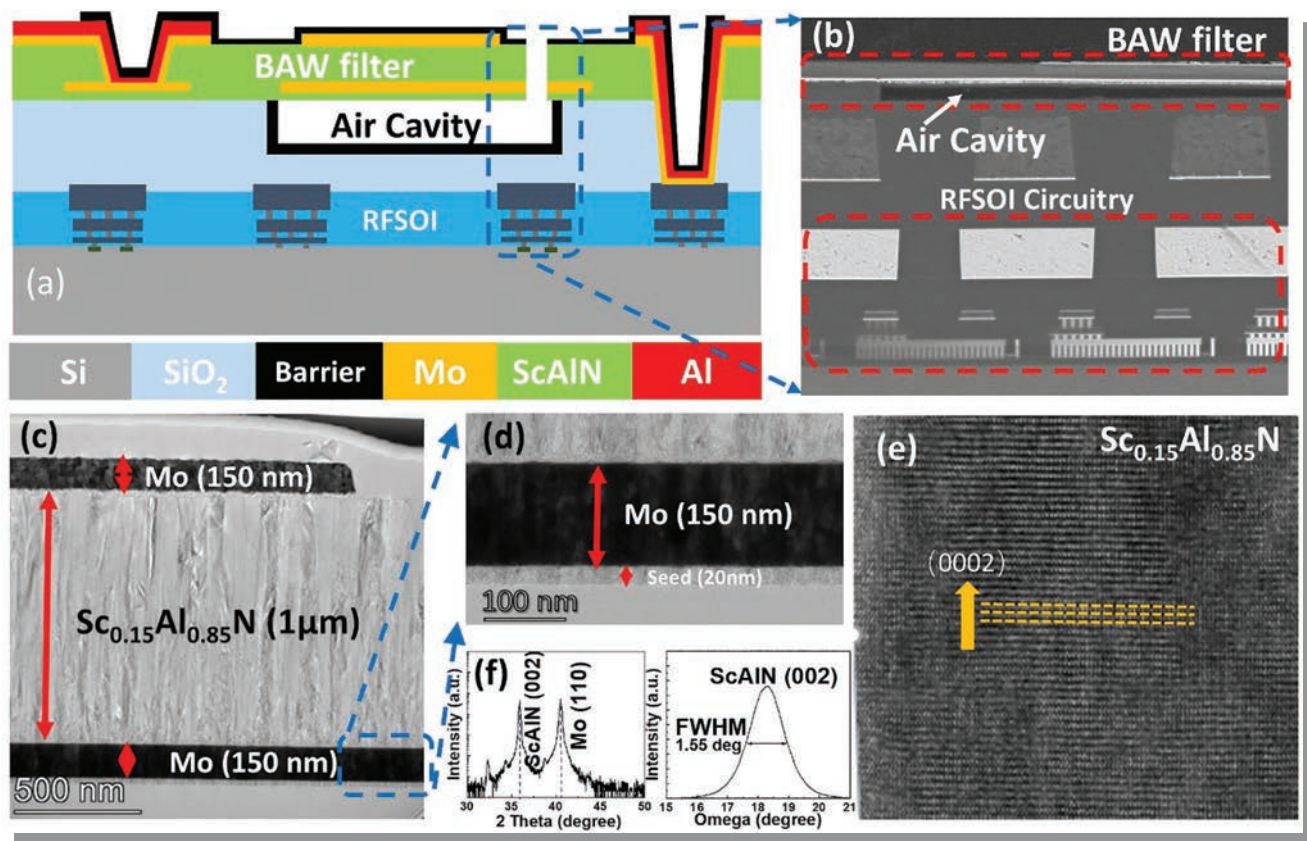 BAW filter
Air Cavity
RFSOI
(a)
Si
SiO₂
Barrier
Mo
ScAlN
Al
(b)
BAW filter
Air Cavity
RFSOI Circuitry
(c)
Mo (150 nm)
Sc₀.₁₅Al₀.₈₅N (1μm)
Mo (150 nm)
500 nm
(d)
Mo (150 nm)
Seed (20nm)
100 nm
(e)
Sc₀.₁₅Al₀.₈₅N
(0002)
(f)
Intensity (a.u.)
ScAlN (002)
Mo (110)
30 35 40 45 50
2 Theta (degree)
Intensity (a.u.)
ScAlN (002)
FWHM
1.55 deg
15 16 17 18 19 20 21
Omega (degree)